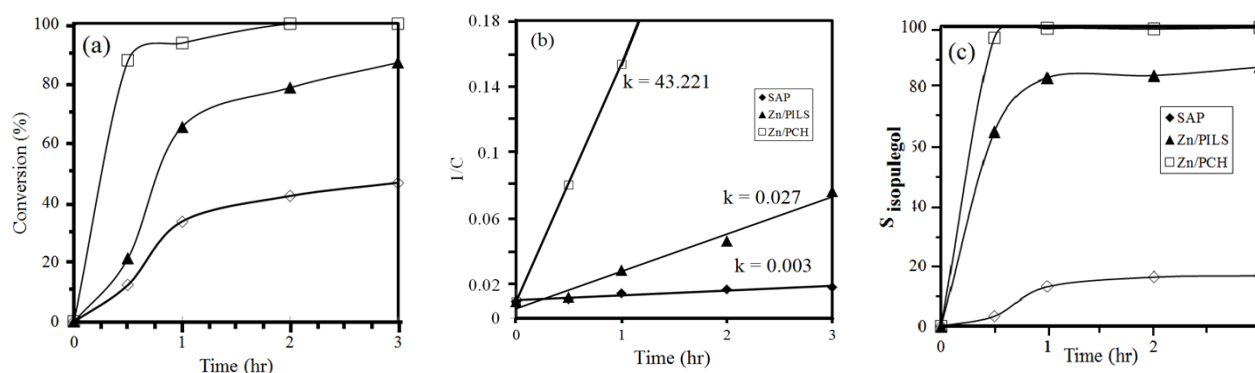 (a)
Conversion (%)
100
80
60
40
20
0
0
1
2
3
Time (hr)
(b)
1/C
0.18
0.14
0.1
0.06
0.02
0
1
2
3
Time (hr)
k = 43.221
k = 0.027
k = 0.003
SAP
Zn/PILS
Zn/PCH
(c)
S isopulegol
100
80
60
40
20
0
0
1
2
Time (hr)
SAP
Zn/PILS
Zn/PCH